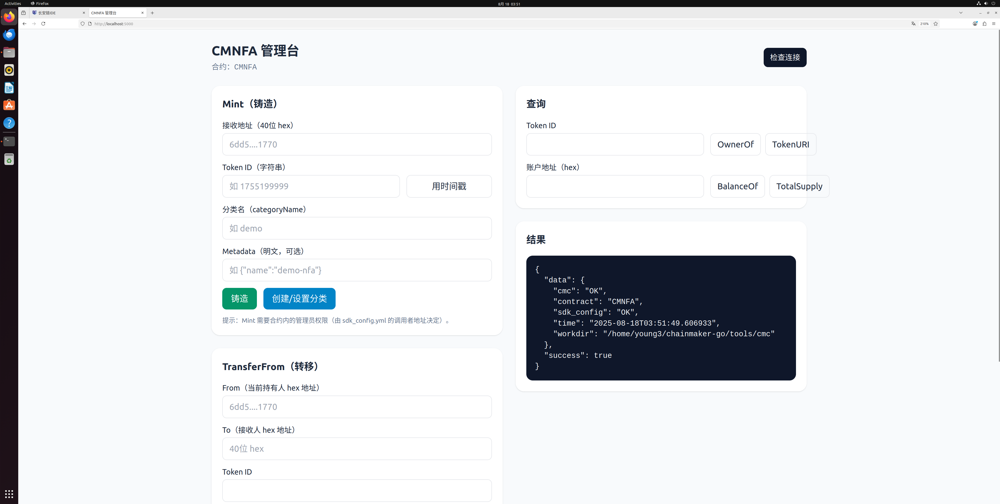 Activities
Firefox
8月 18 03:51
长安链IDE
CMNFA 管理台
http://localhost:5000
210%
CMNFA 管理台
合约：CMNFA
检查连接
Mint（铸造）
接收地址（40位 hex）
6dd5....1770
Token ID（字符串）
如 1755199999
用时间戳
分类名（categoryName）
如 demo
Metadata（明文，可选）
如 {"name":"demo-nfa"}
铸造
创建/设置分类
提示：Mint 需要合约内的管理员权限（由 sdk_config.yml 的调用者地址决定）。
TransferFrom（转移）
From（当前持有人 hex 地址）
6dd5....1770
To（接收人 hex 地址）
40位 hex
Token ID
查询
Token ID
OwnerOf
TokenURI
账户地址（hex）
BalanceOf
TotalSupply
结果
{
"data": {
"cmc": "OK",
"contract": "CMNFA",
"sdk_config": "OK",
"time": "2025-08-18T03:51:49.606933",
"workdir": "/home/young3/chainmaker-go/tools/cmc"
},
"success": true
}